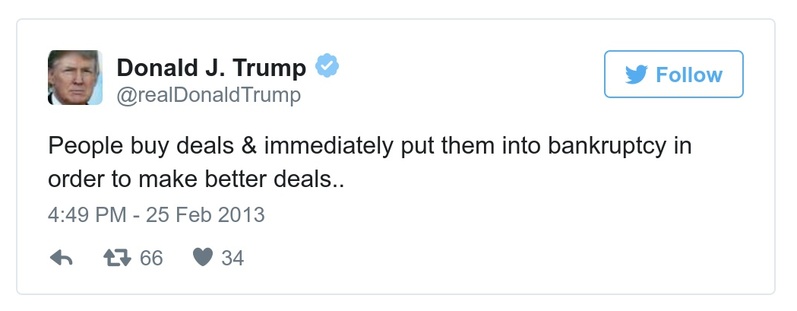 Donald J. Trump
Follow
@realDonaldTrump
People buy deals & immediately put them into bankruptcy in
order to make better deals..
4:49 PM - 25 Feb 2013
66 34